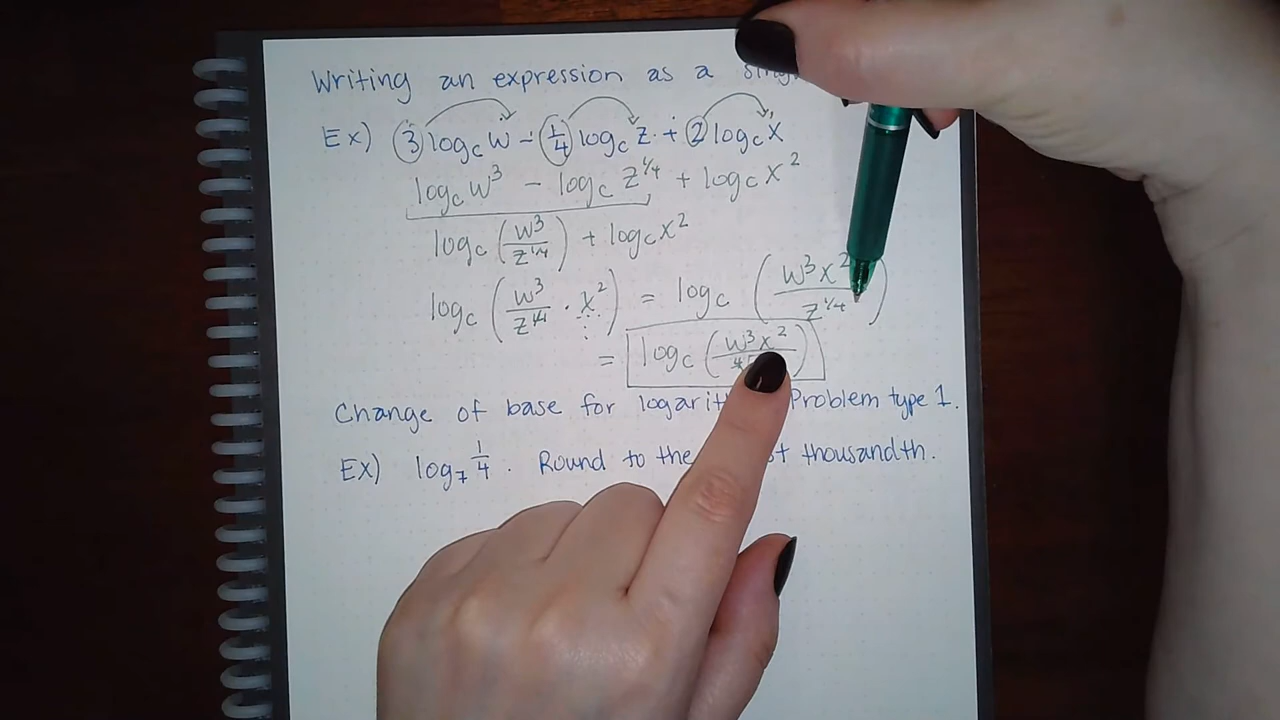 Writing an expression as a
Ex) 3 log_c W - 1/4 log_c Z + 2 log_c X
log_c W^3 - log_c Z^1/4 + log_c X^2
log_c (W^3 / Z^1/4) + log_c X^2
log_c (W^3 / Z^1/4 · X^2) = log_c (W^3 X^2 / Z^1/4)
= log_c (W^3 X^2 /
Change of base for Problem type 1.
EX) log_7 1/4. Round to the thousandth.